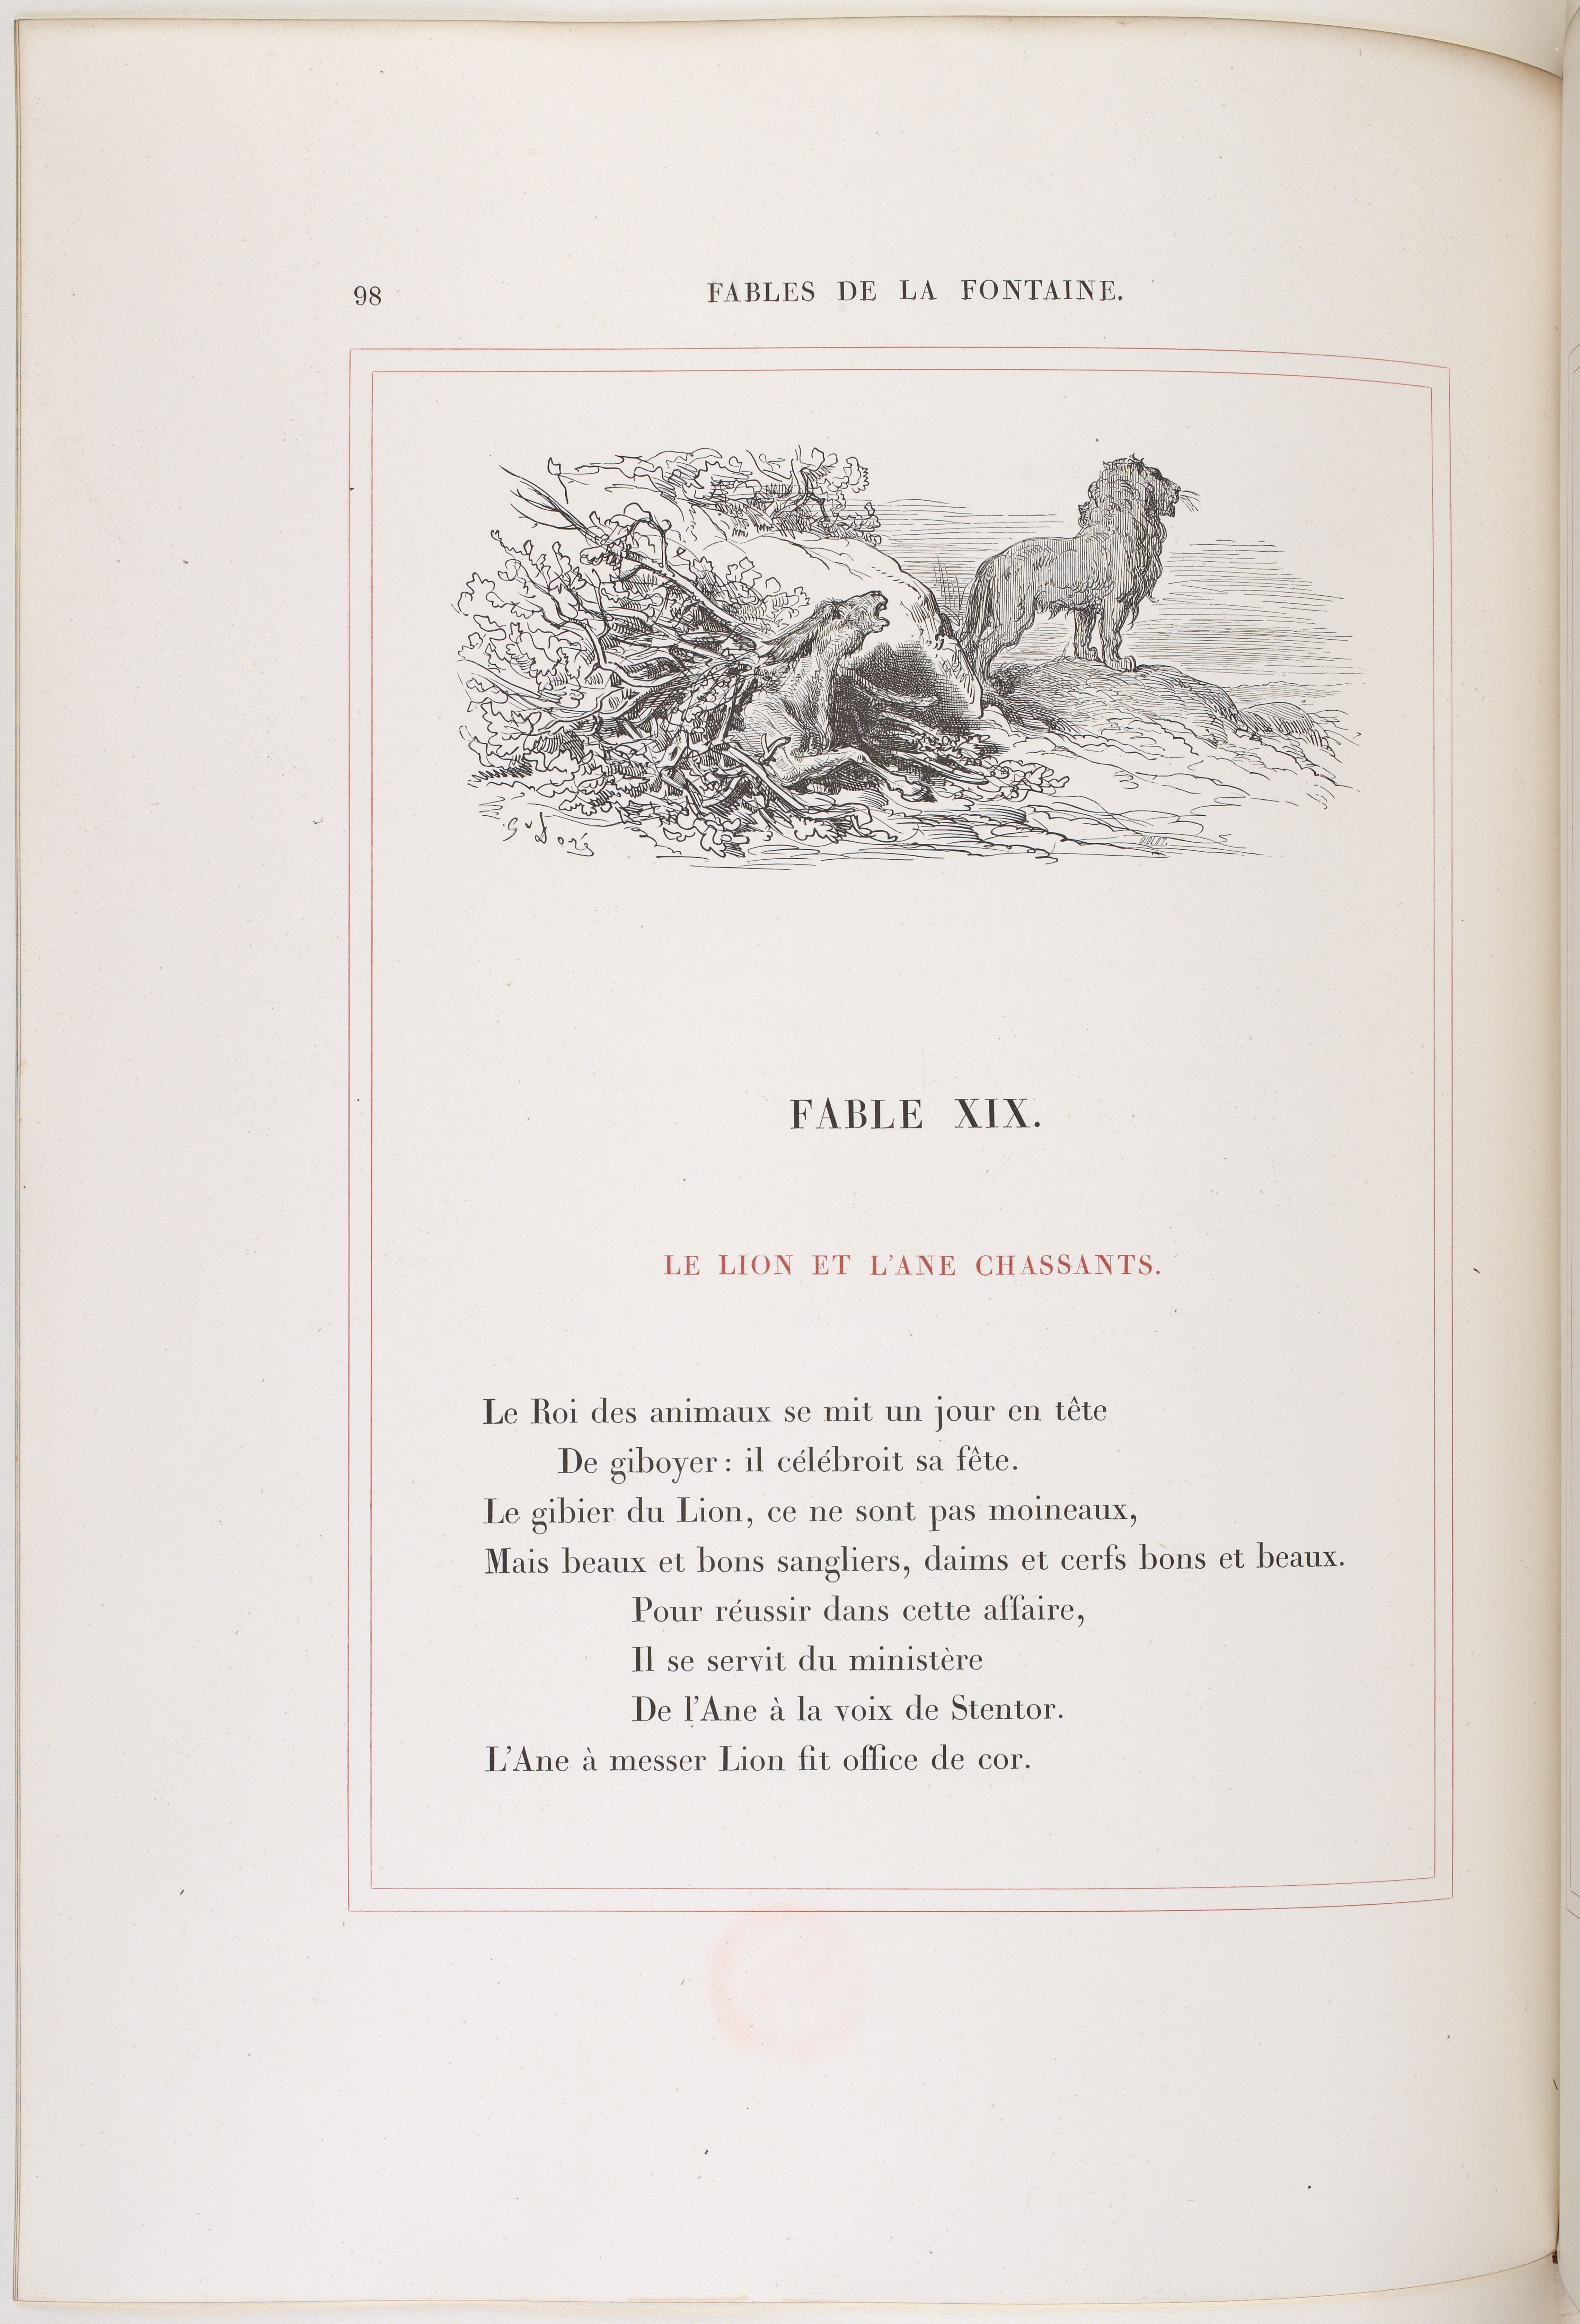 98
FABLES DE LA FONTAINE.
G. Doré
FABLE XIX.
LE LION ET L'ANE CHASSANTS.
Le Roi des animaux se mit un jour en tête
De giboyer : il célébroit sa fête.
Le gibier du Lion, ce ne sont pas moineaux,
Mais beaux et bons sangliers, daims et cerfs bons et beaux.
Pour réussir dans cette affaire,
Il se servit du ministère
De l'Ane à la voix de Stentor.
L'Ane à messer Lion fit office de cor.